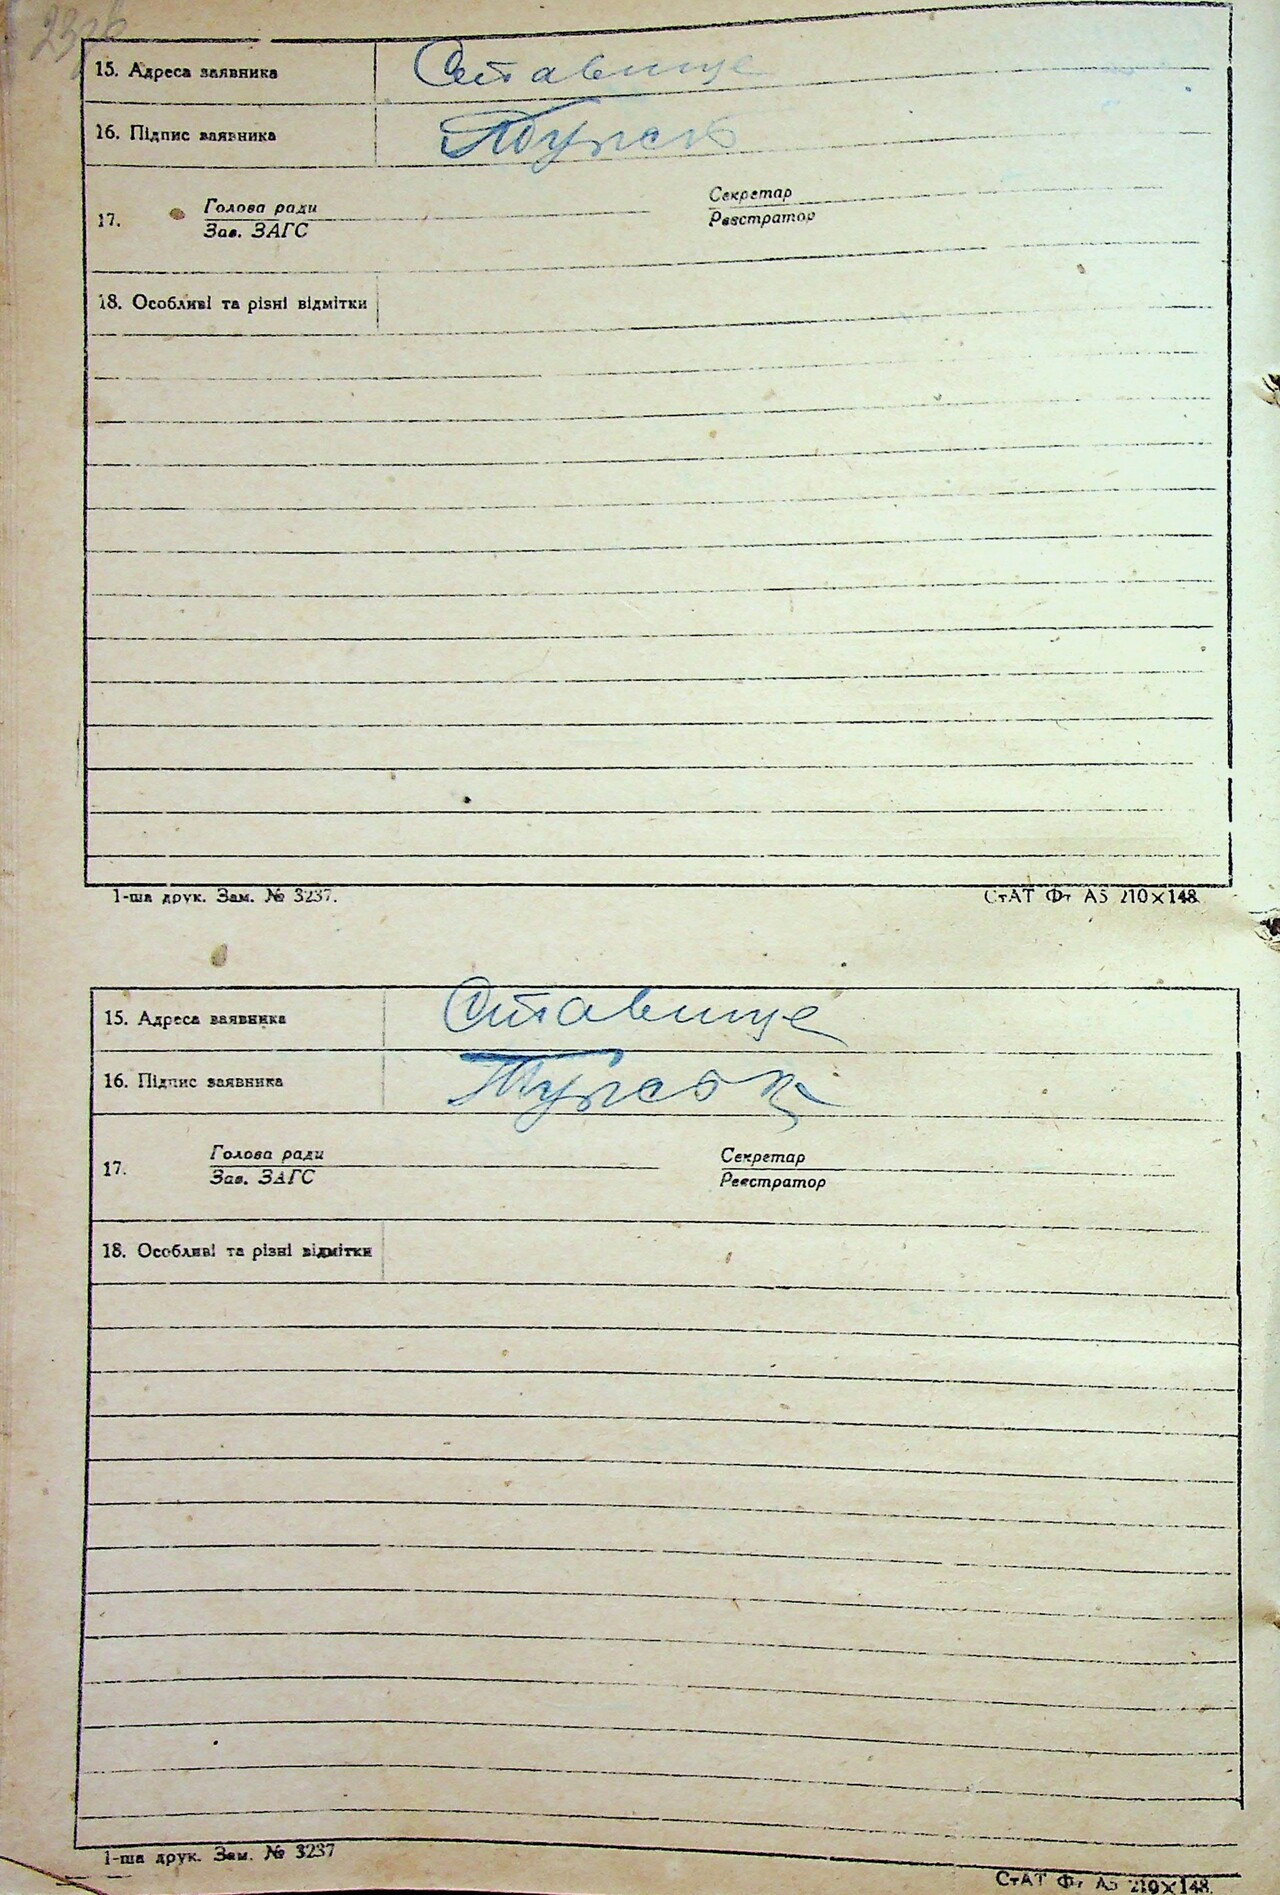 15. Адреса заявника Ставище
16. Підпис заявника
17. Голова ради Секретар
Зав. ЗАГС Реєстратор
18. Особливі та різні відмітки
1-ша друк. Зам. № 3237. СтАТ Фт А5 210×148.
15. Адреса заявника Ставище
16. Підпис заявника
17. Голова ради Секретар
Зав. ЗАГС Реєстратор
18. Особливі та різні відмітки
1-ша друк. Зам. № 3237 СтАТ Фт А5 210×148.